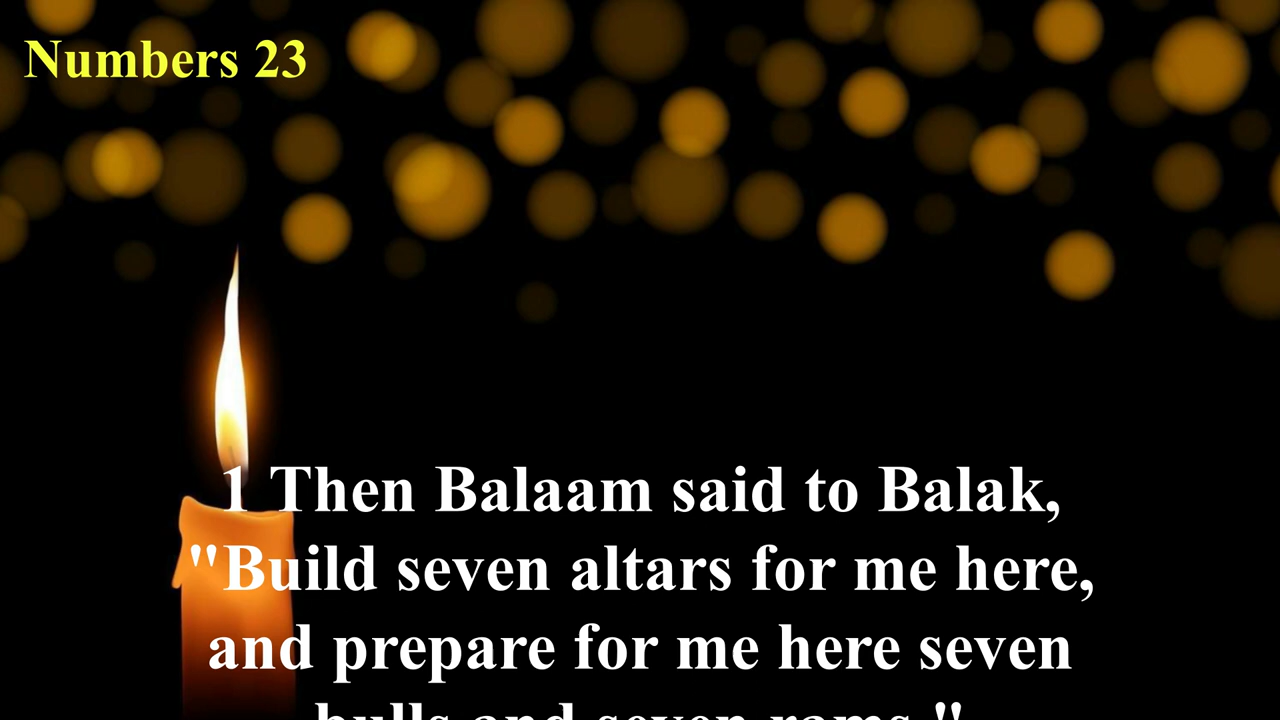 Numbers 23
1 Then Balaam said to Balak,
"Build seven altars for me here,
and prepare for me here seven
bulls and seven rams."